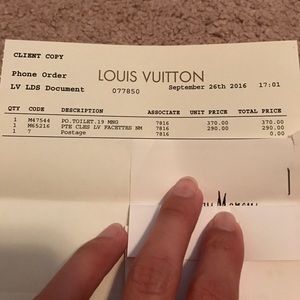 CLIENT COPY
Phone Order
LOUIS VUITTON
LV LDS Document 077850 September 26th 2016 17:01
QTY CODE DESCRIPTION ASSOCIATE UNIT PRICE TOTAL PRICE
1 M47544 PO.TOILET.19 MNG 7816 370.00 370.00
1 M65216 PTE CLES LV FACETTES NM 7816 290.00 290.00
1 7 Postage 7816 0.00